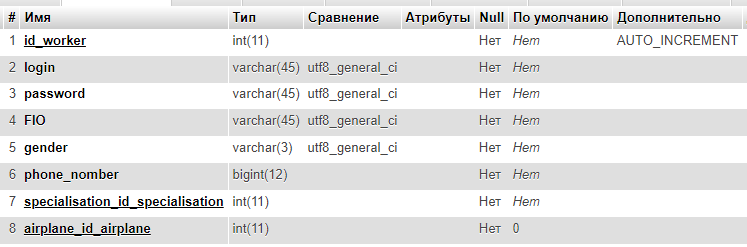 # Имя Тип Сравнение Атрибуты Null По умолчанию Дополнительно
1 id_worker int(11) Нет Нет AUTO_INCREMENT
2 login varchar(45) utf8_general_ci Нет Нет
3 password varchar(45) utf8_general_ci Нет Нет
4 FIO varchar(45) utf8_general_ci Нет Нет
5 gender varchar(3) utf8_general_ci Нет Нет
6 phone_nomber bigint(12) Нет Нет
7 specialisation_id_specialisation int(11) Нет Нет
8 airplane_id_airplane int(11) Нет 0